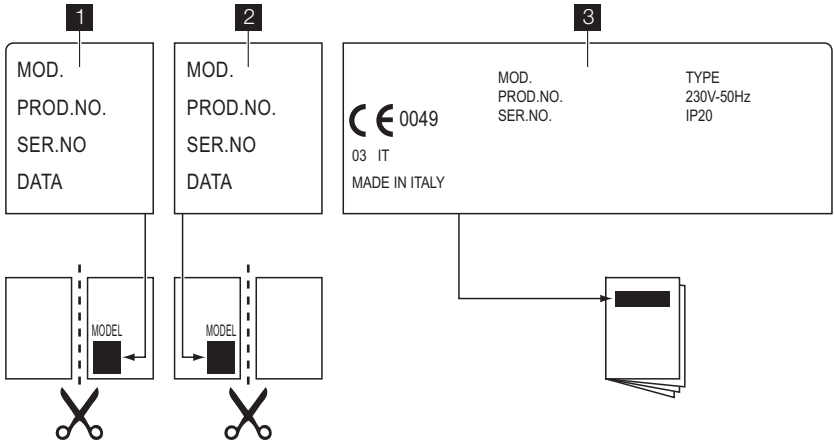 1
MOD.
PROD.NO.
SER.NO
DATA
2
MOD.
PROD.NO.
SER.NO
DATA
3
CE 0049
03 IT
MADE IN ITALY
MOD.
PROD.NO.
SER.NO.
TYPE
230V-50Hz
IP20
MODEL
MODEL